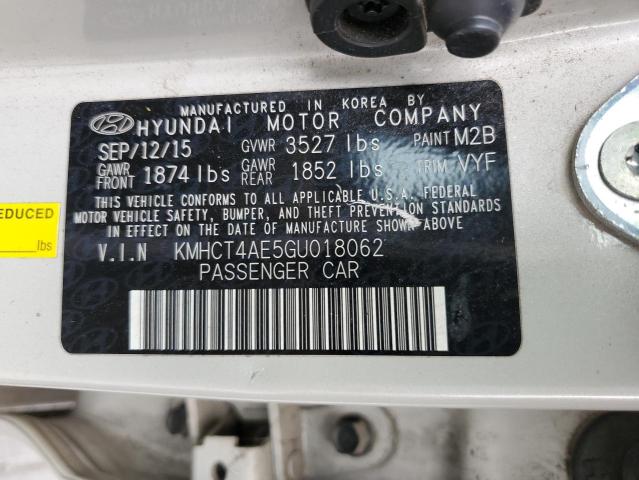 MANUFACTURED IN KOREA BY
HYUNDAI MOTOR COMPANY
SEP/12/15 GVWR 3527 lbs PAINT M2B
GAWR FRONT 1874 lbs GAWR REAR 1852 lbs TRIM VYF
THIS VEHICLE CONFORMS TO ALL APPLICABLE U.S.A. FEDERAL
MOTOR VEHICLE SAFETY, BUMPER, AND THEFT PREVENTION STANDARDS
IN EFFECT ON THE DATE OF MANUFACTURE SHOWN ABOVE.
V.I.N KMHCT4AE5GU018062
PASSENGER CAR
EDUCED
lbs